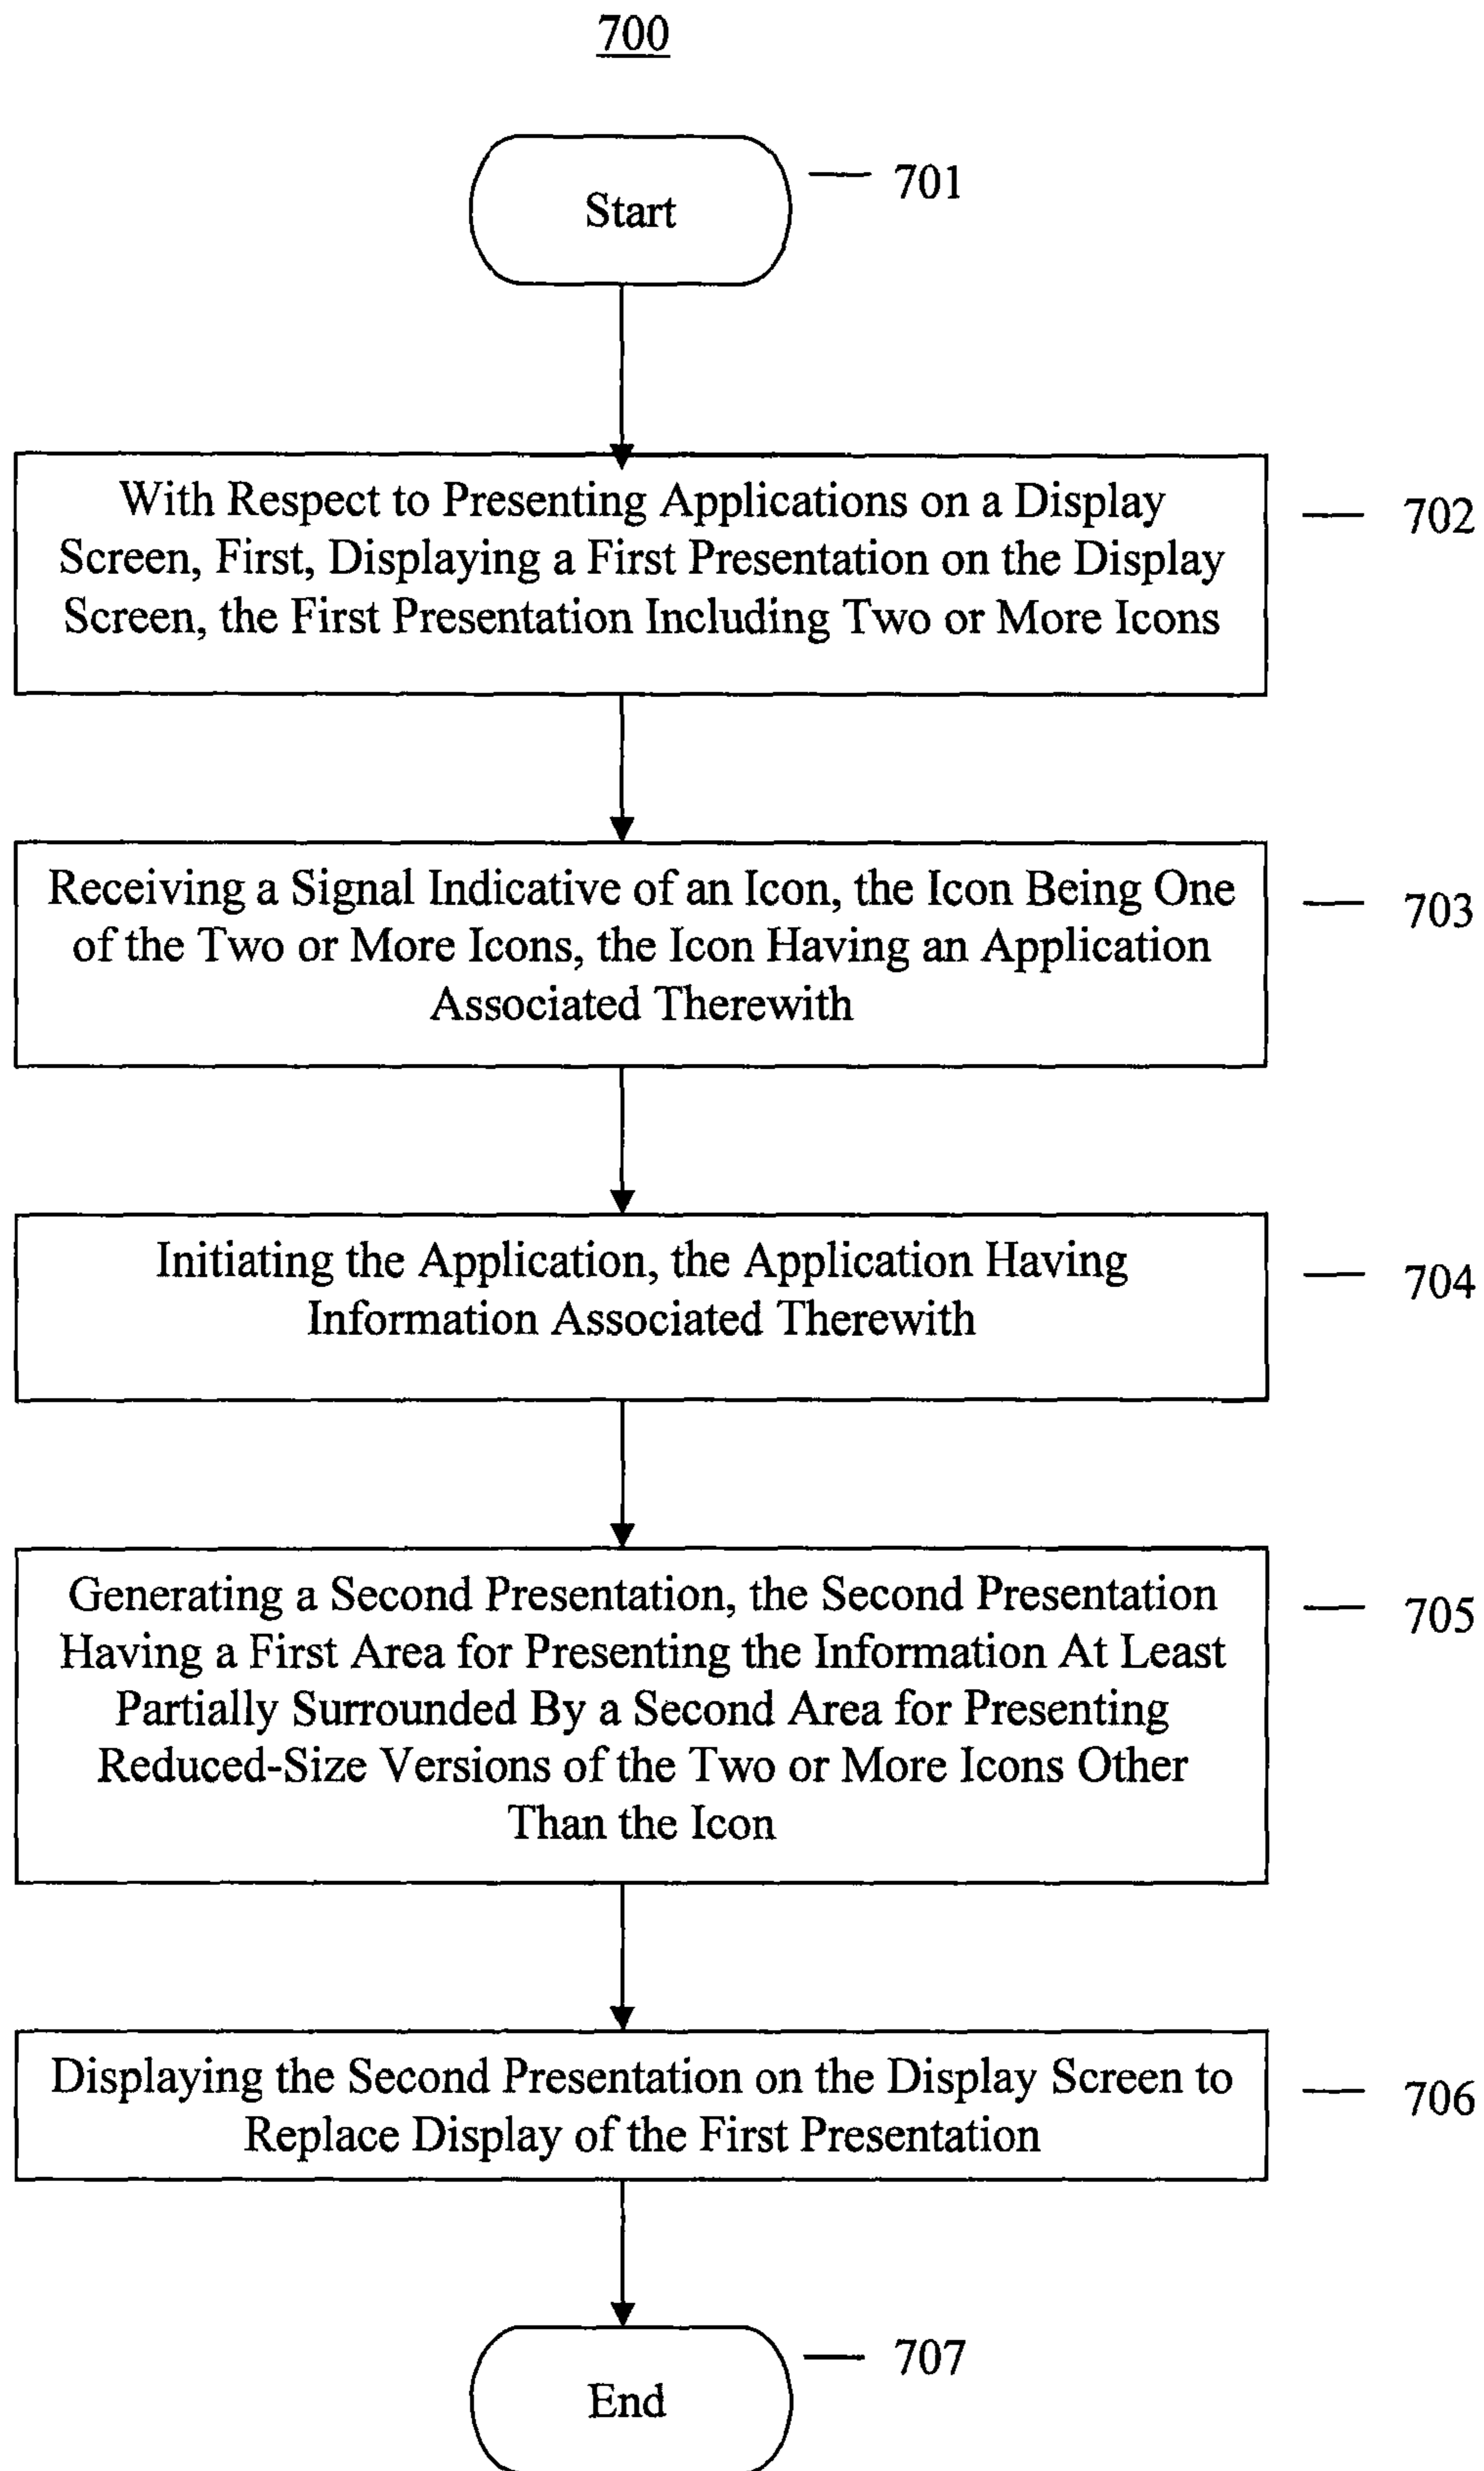 700
Start
701
With Respect to Presenting Applications on a Display
Screen, First, Displaying a First Presentation on the Display
Screen, the First Presentation Including Two or More Icons
702
Receiving a Signal Indicative of an Icon, the Icon Being One
of the Two or More Icons, the Icon Having an Application
Associated Therewith
703
Initiating the Application, the Application Having
Information Associated Therewith
704
Generating a Second Presentation, the Second Presentation
Having a First Area for Presenting the Information At Least
Partially Surrounded By a Second Area for Presenting
Reduced-Size Versions of the Two or More Icons Other
Than the Icon
705
Displaying the Second Presentation on the Display Screen to
Replace Display of the First Presentation
706
End
707